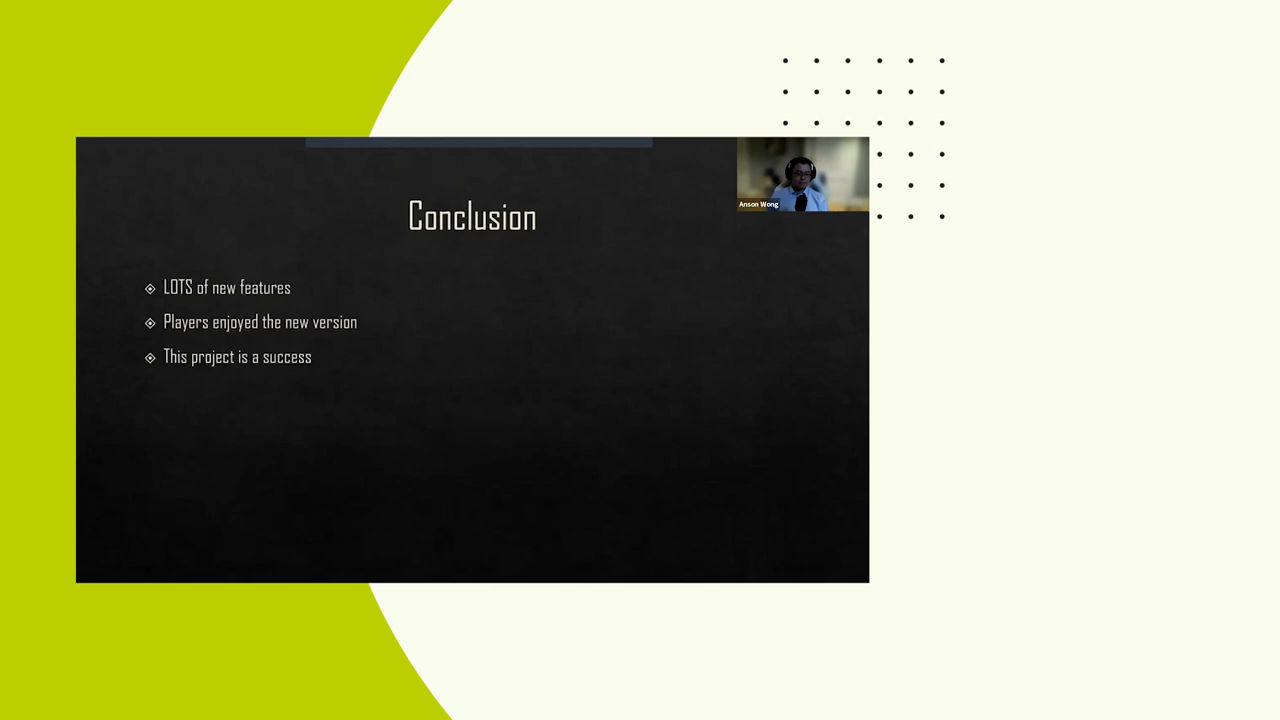 Conclusion
Anson Wong
LOTS of new features
Players enjoyed the new version
This project is a success